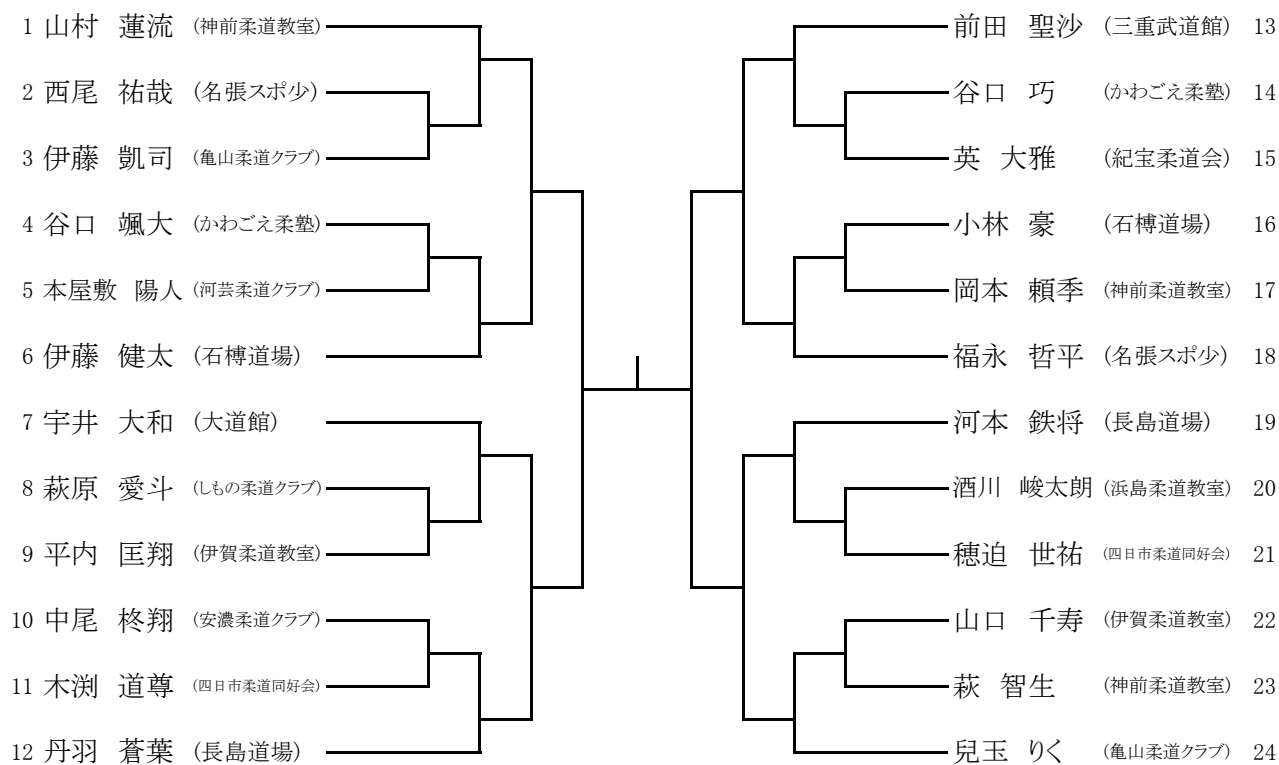 1 山村 蓮流 (神前柔道教室)
2 西尾 祐哉 (名張スポ少)
3 伊藤 凱司 (亀山柔道クラブ)
4 谷口 颯大 (かわごえ柔塾)
5 本屋敷 陽人 (河芸柔道クラブ)
6 伊藤 健太 (石榑道場)
7 宇井 大和 (大道館)
8 萩原 愛斗 (しもの柔道クラブ)
9 平内 匡翔 (伊賀柔道教室)
10 中尾 柊翔 (安濃柔道クラブ)
11 木渕 道尊 (四日市柔道同好会)
12 丹羽 蒼葉 (長島道場)
前田 聖沙 (三重武道館) 13
谷口 巧 (かわごえ柔塾) 14
英 大雅 (紀宝柔道会) 15
小林 豪 (石榑道場) 16
岡本 頼季 (神前柔道教室) 17
福永 哲平 (名張スポ少) 18
河本 鉄将 (長島道場) 19
酒川 峻太朗 (浜島柔道教室) 20
穂迫 世祐 (四日市柔道同好会) 21
山口 千寿 (伊賀柔道教室) 22
萩 智生 (神前柔道教室) 23
兒玉 りく (亀山柔道クラブ) 24